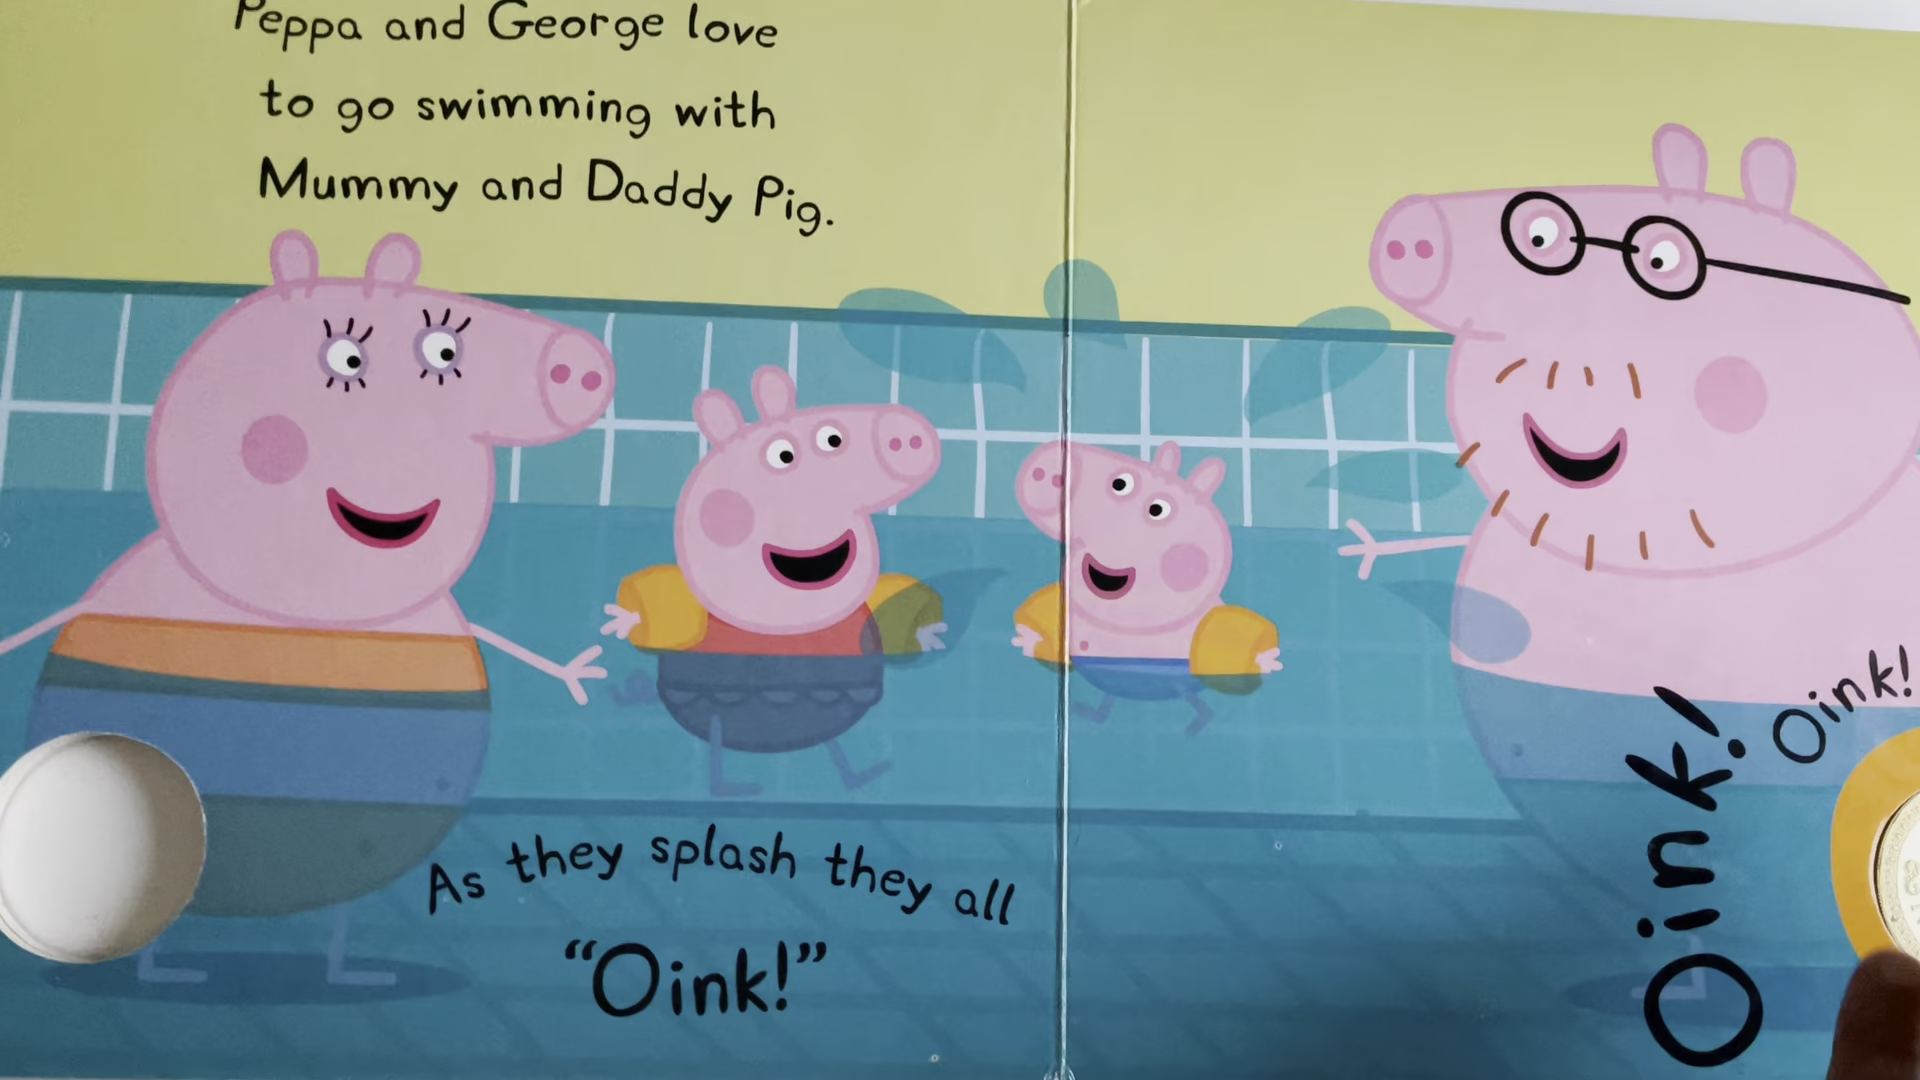 Peppa and George love
to go swimming with
Mummy and Daddy Pig.
As they splash they all
“Oink!”
Oink!
Oink!